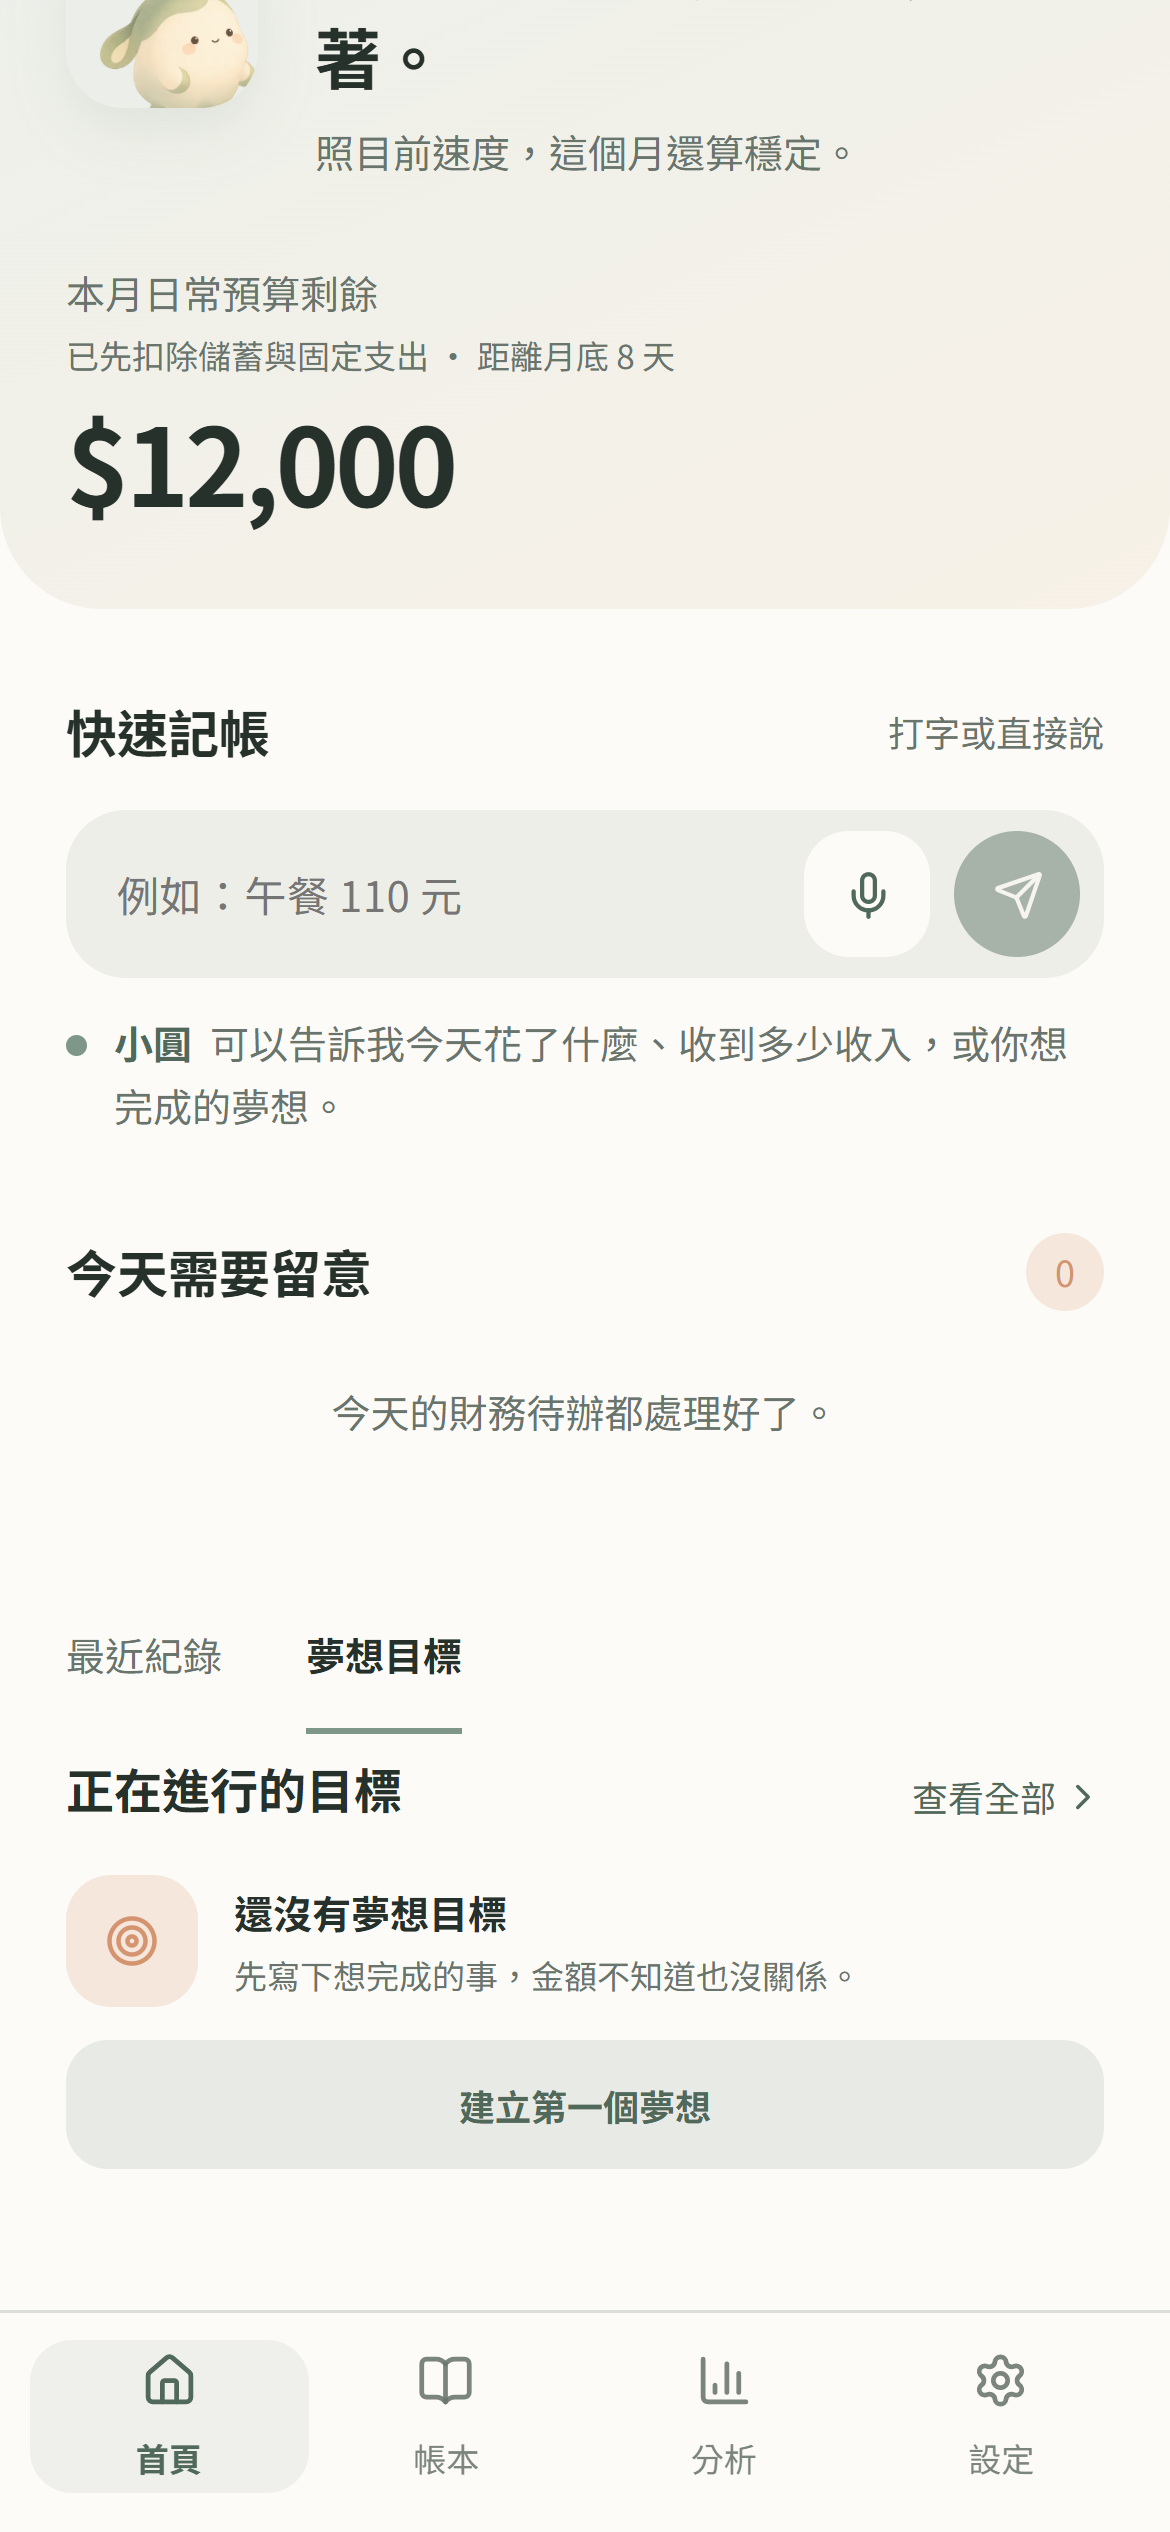 著。
照目前速度，這個月還算穩定。
本月日常預算剩餘
已先扣除儲蓄與固定支出 · 距離月底 8 天
$12,000
快速記帳
打字或直接說
例如：午餐 110 元
小圓 可以告訴我今天花了什麼、收到多少收入，或你想
完成的夢想。
今天需要留意
0
今天的財務待辦都處理好了。
最近紀錄
夢想目標
正在進行的目標
查看全部
還沒有夢想目標
先寫下想完成的事，金額不知道也沒關係。
建立第一個夢想
首頁
帳本
分析
設定